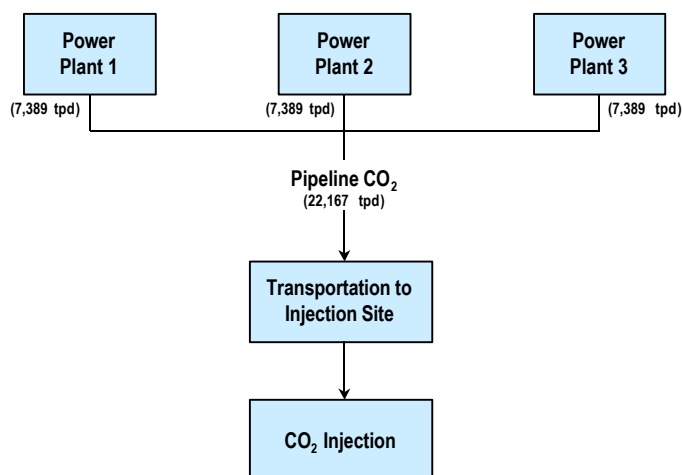 Power
Plant 1
Power
Plant 2
Power
Plant 3
(7,389 tpd)
(7,389 tpd)
(7,389 tpd)
Pipeline CO₂
(22,167 tpd)
Transportation to
Injection Site
CO₂ Injection